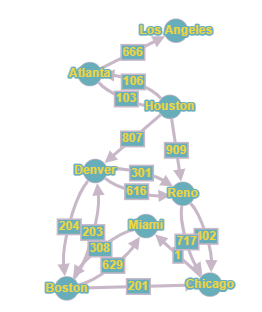 Los Angeles
666
Atlanta
106
103
Houston
807
909
Denver
301
616
Reno
204
203
Miami
308
717
402
1
629
Boston
201
Chicago